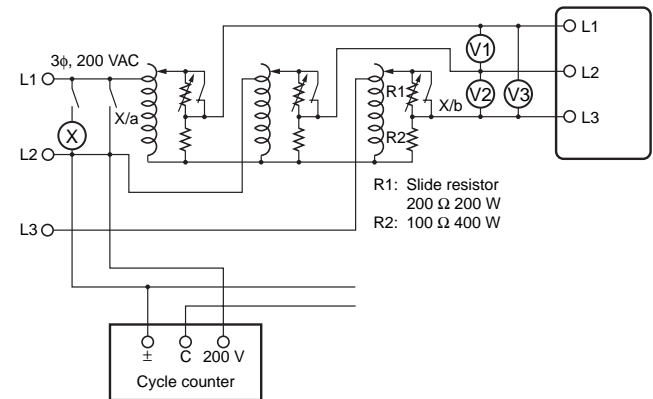 3ϕ, 200 VAC
L1
X/a
X
L2
L3
R1
X/b
R2
V1
V2
V3
L1
L2
L3
R1: Slide resistor
200 Ω 200 W
R2: 100 Ω 400 W
± C 200 V
Cycle counter